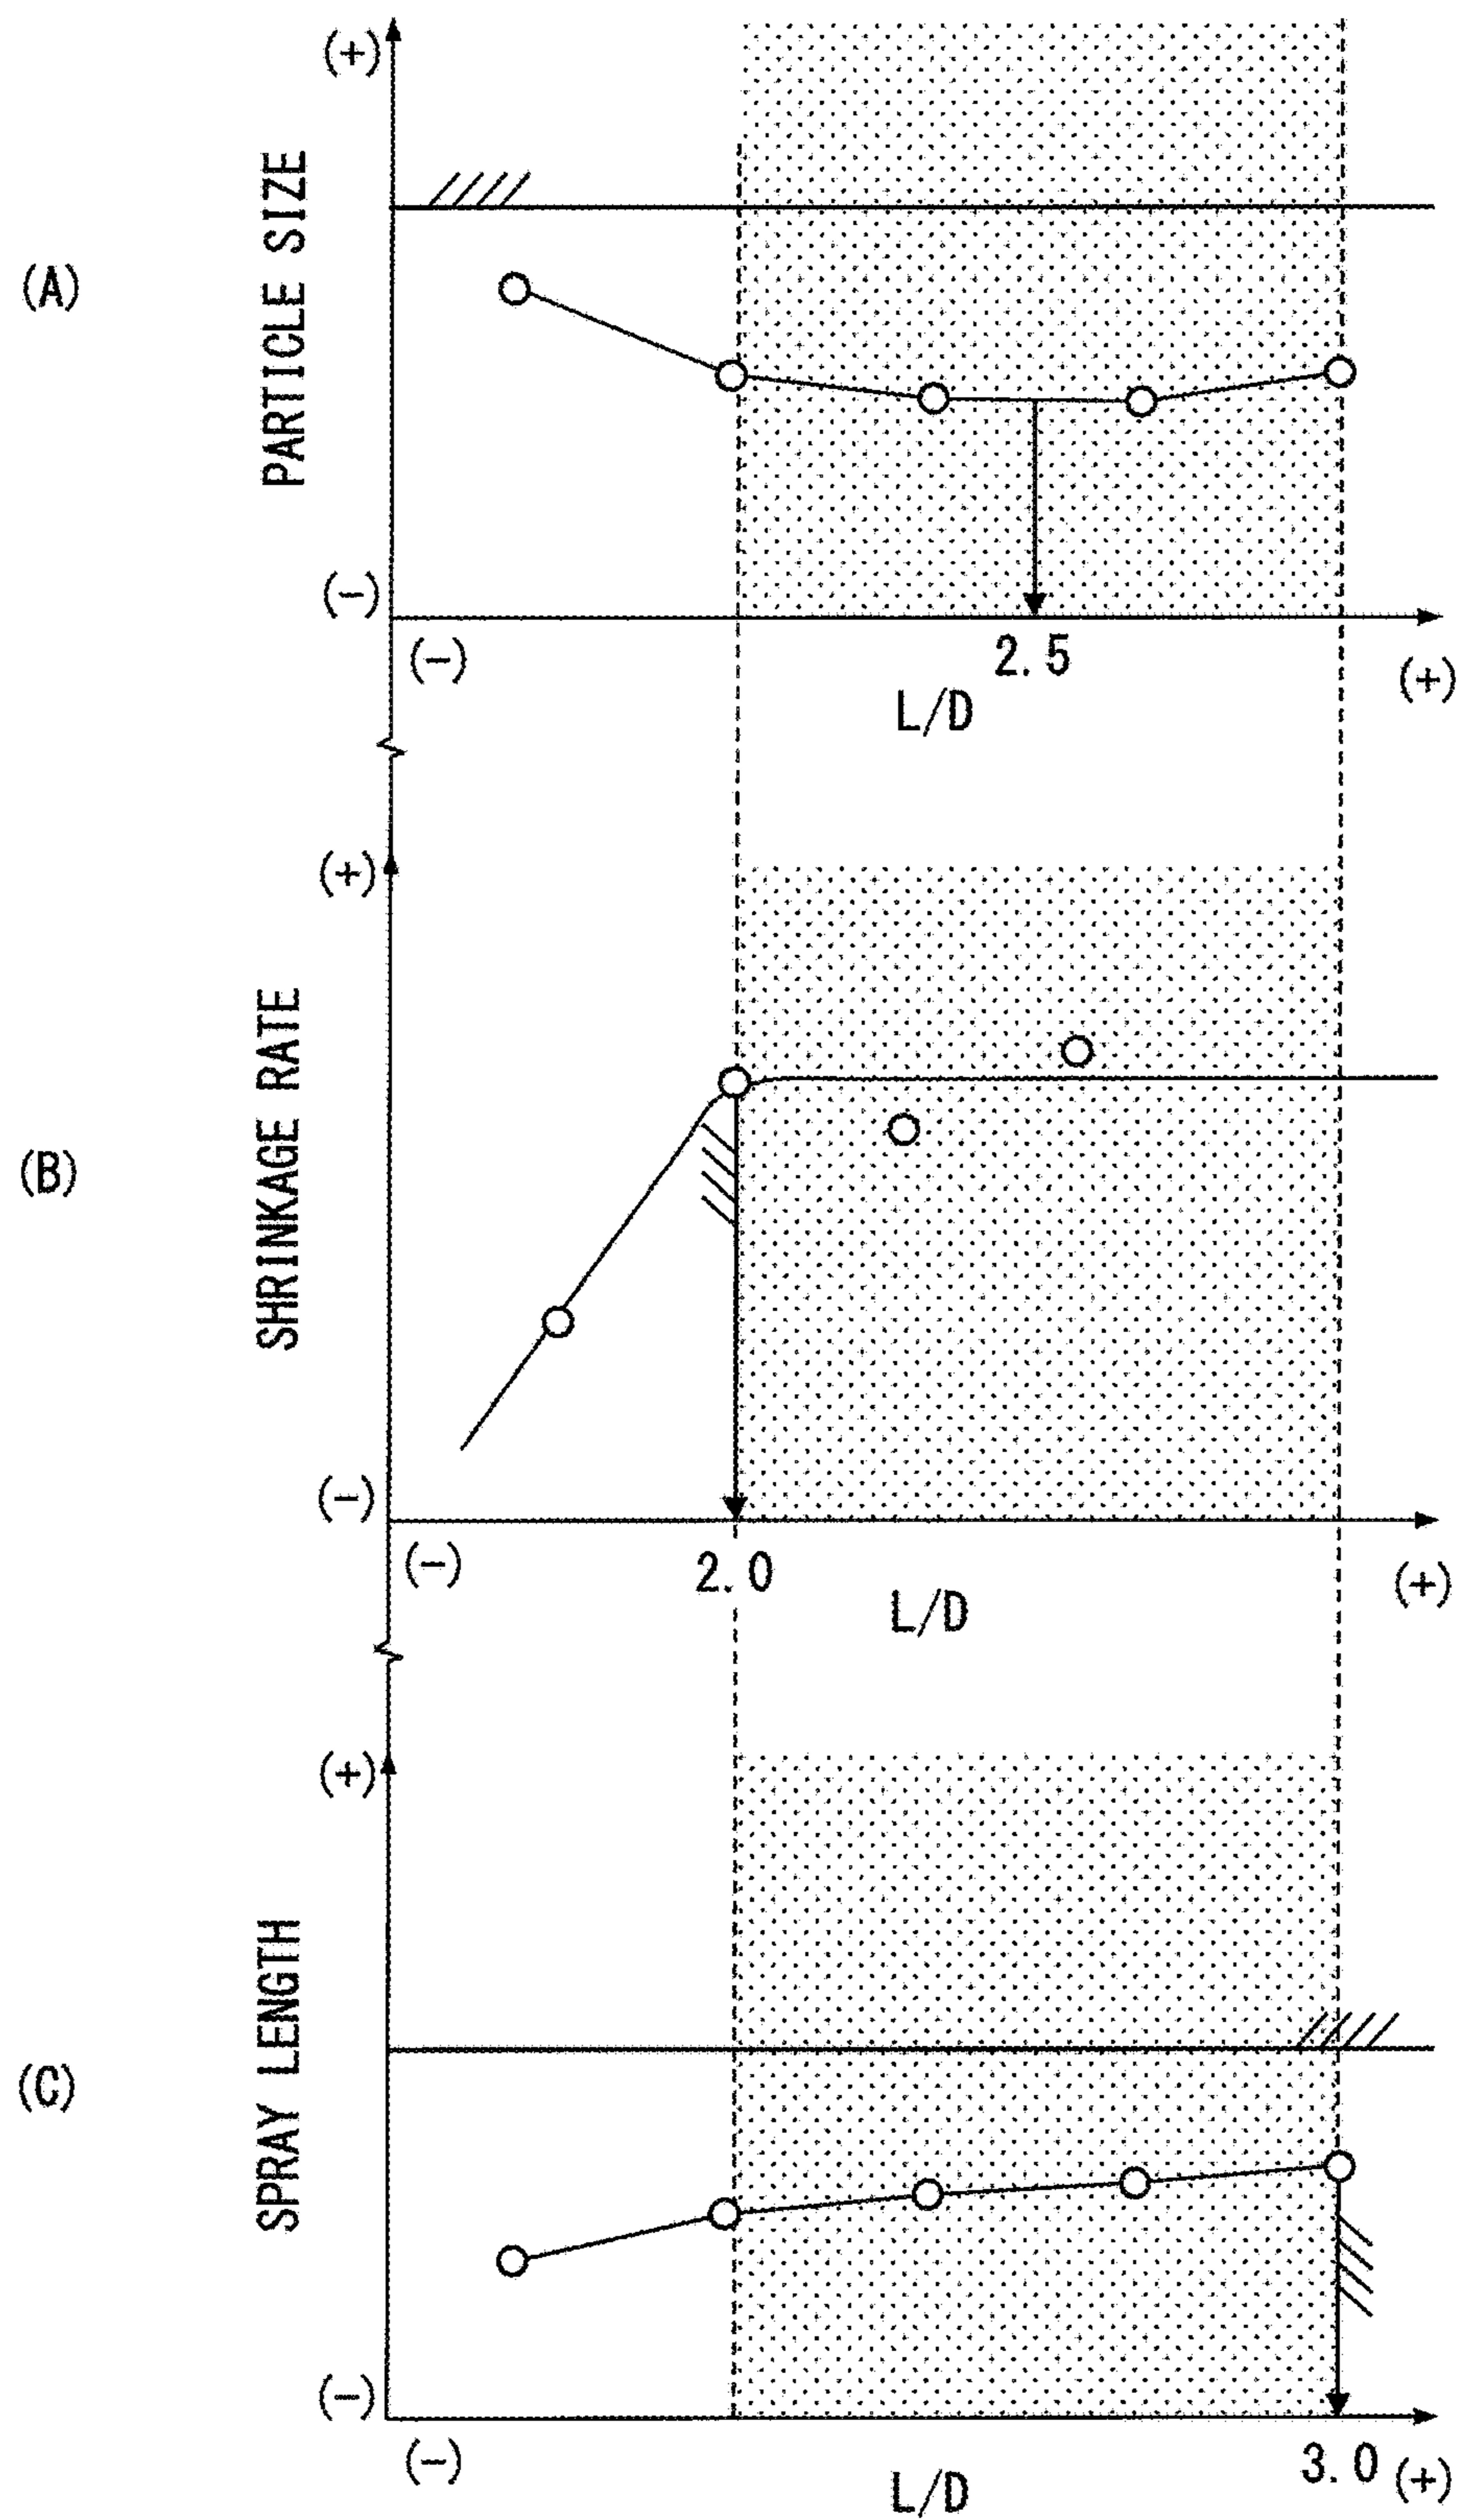 (+)
(A)
PARTICLE SIZE
(-)
(-)
2.5
(+)
L/D
(+)
(B)
SHRINKAGE RATE
(-)
(-)
2.0
(+)
L/D
(+)
(C)
SPRAY LENGTH
(-)
(-)
3.0
(+)
L/D